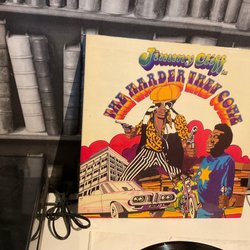 Jimmy Cliff
in
THE HARDER THEY COME